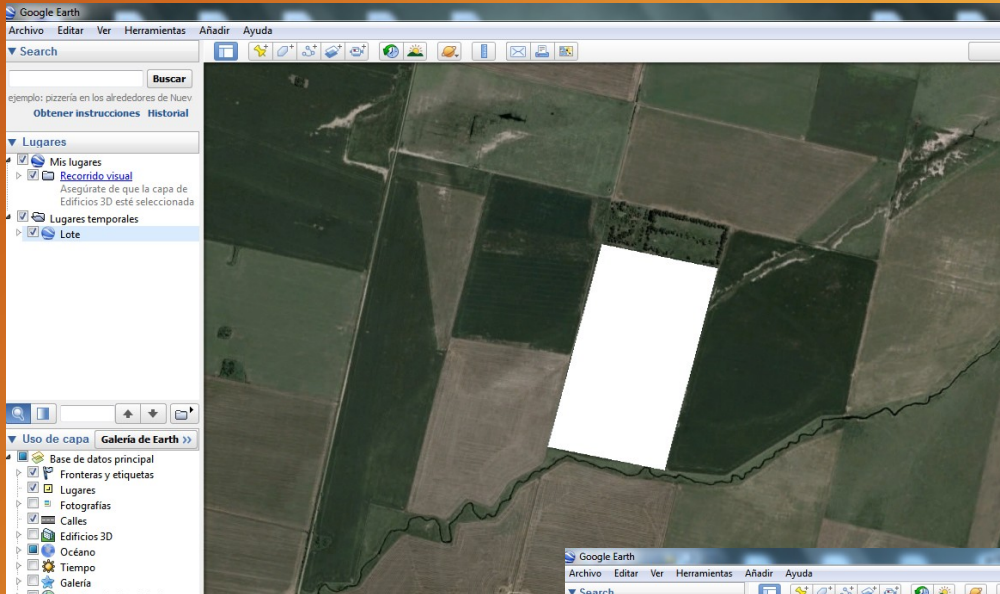 Google Earth
Archivo Editar Ver Herramientas Añadir Ayuda
Search
Buscar
ejemplo: pizzería en los alrededores de Nuev
Obtener instrucciones Historial
Lugares
Mis lugares
Recorrido visual
Asegúrate de que la capa de
Edificios 3D esté seleccionada
Lugares temporales
Lote
Uso de capa Galería de Earth >>
Base de datos principal
Fronteras y etiquetas
Lugares
Fotografías
Calles
Edificios 3D
Océano
Tiempo
Galería
Google Earth
Archivo Editar Ver Herramientas Añadir Ayuda
Search